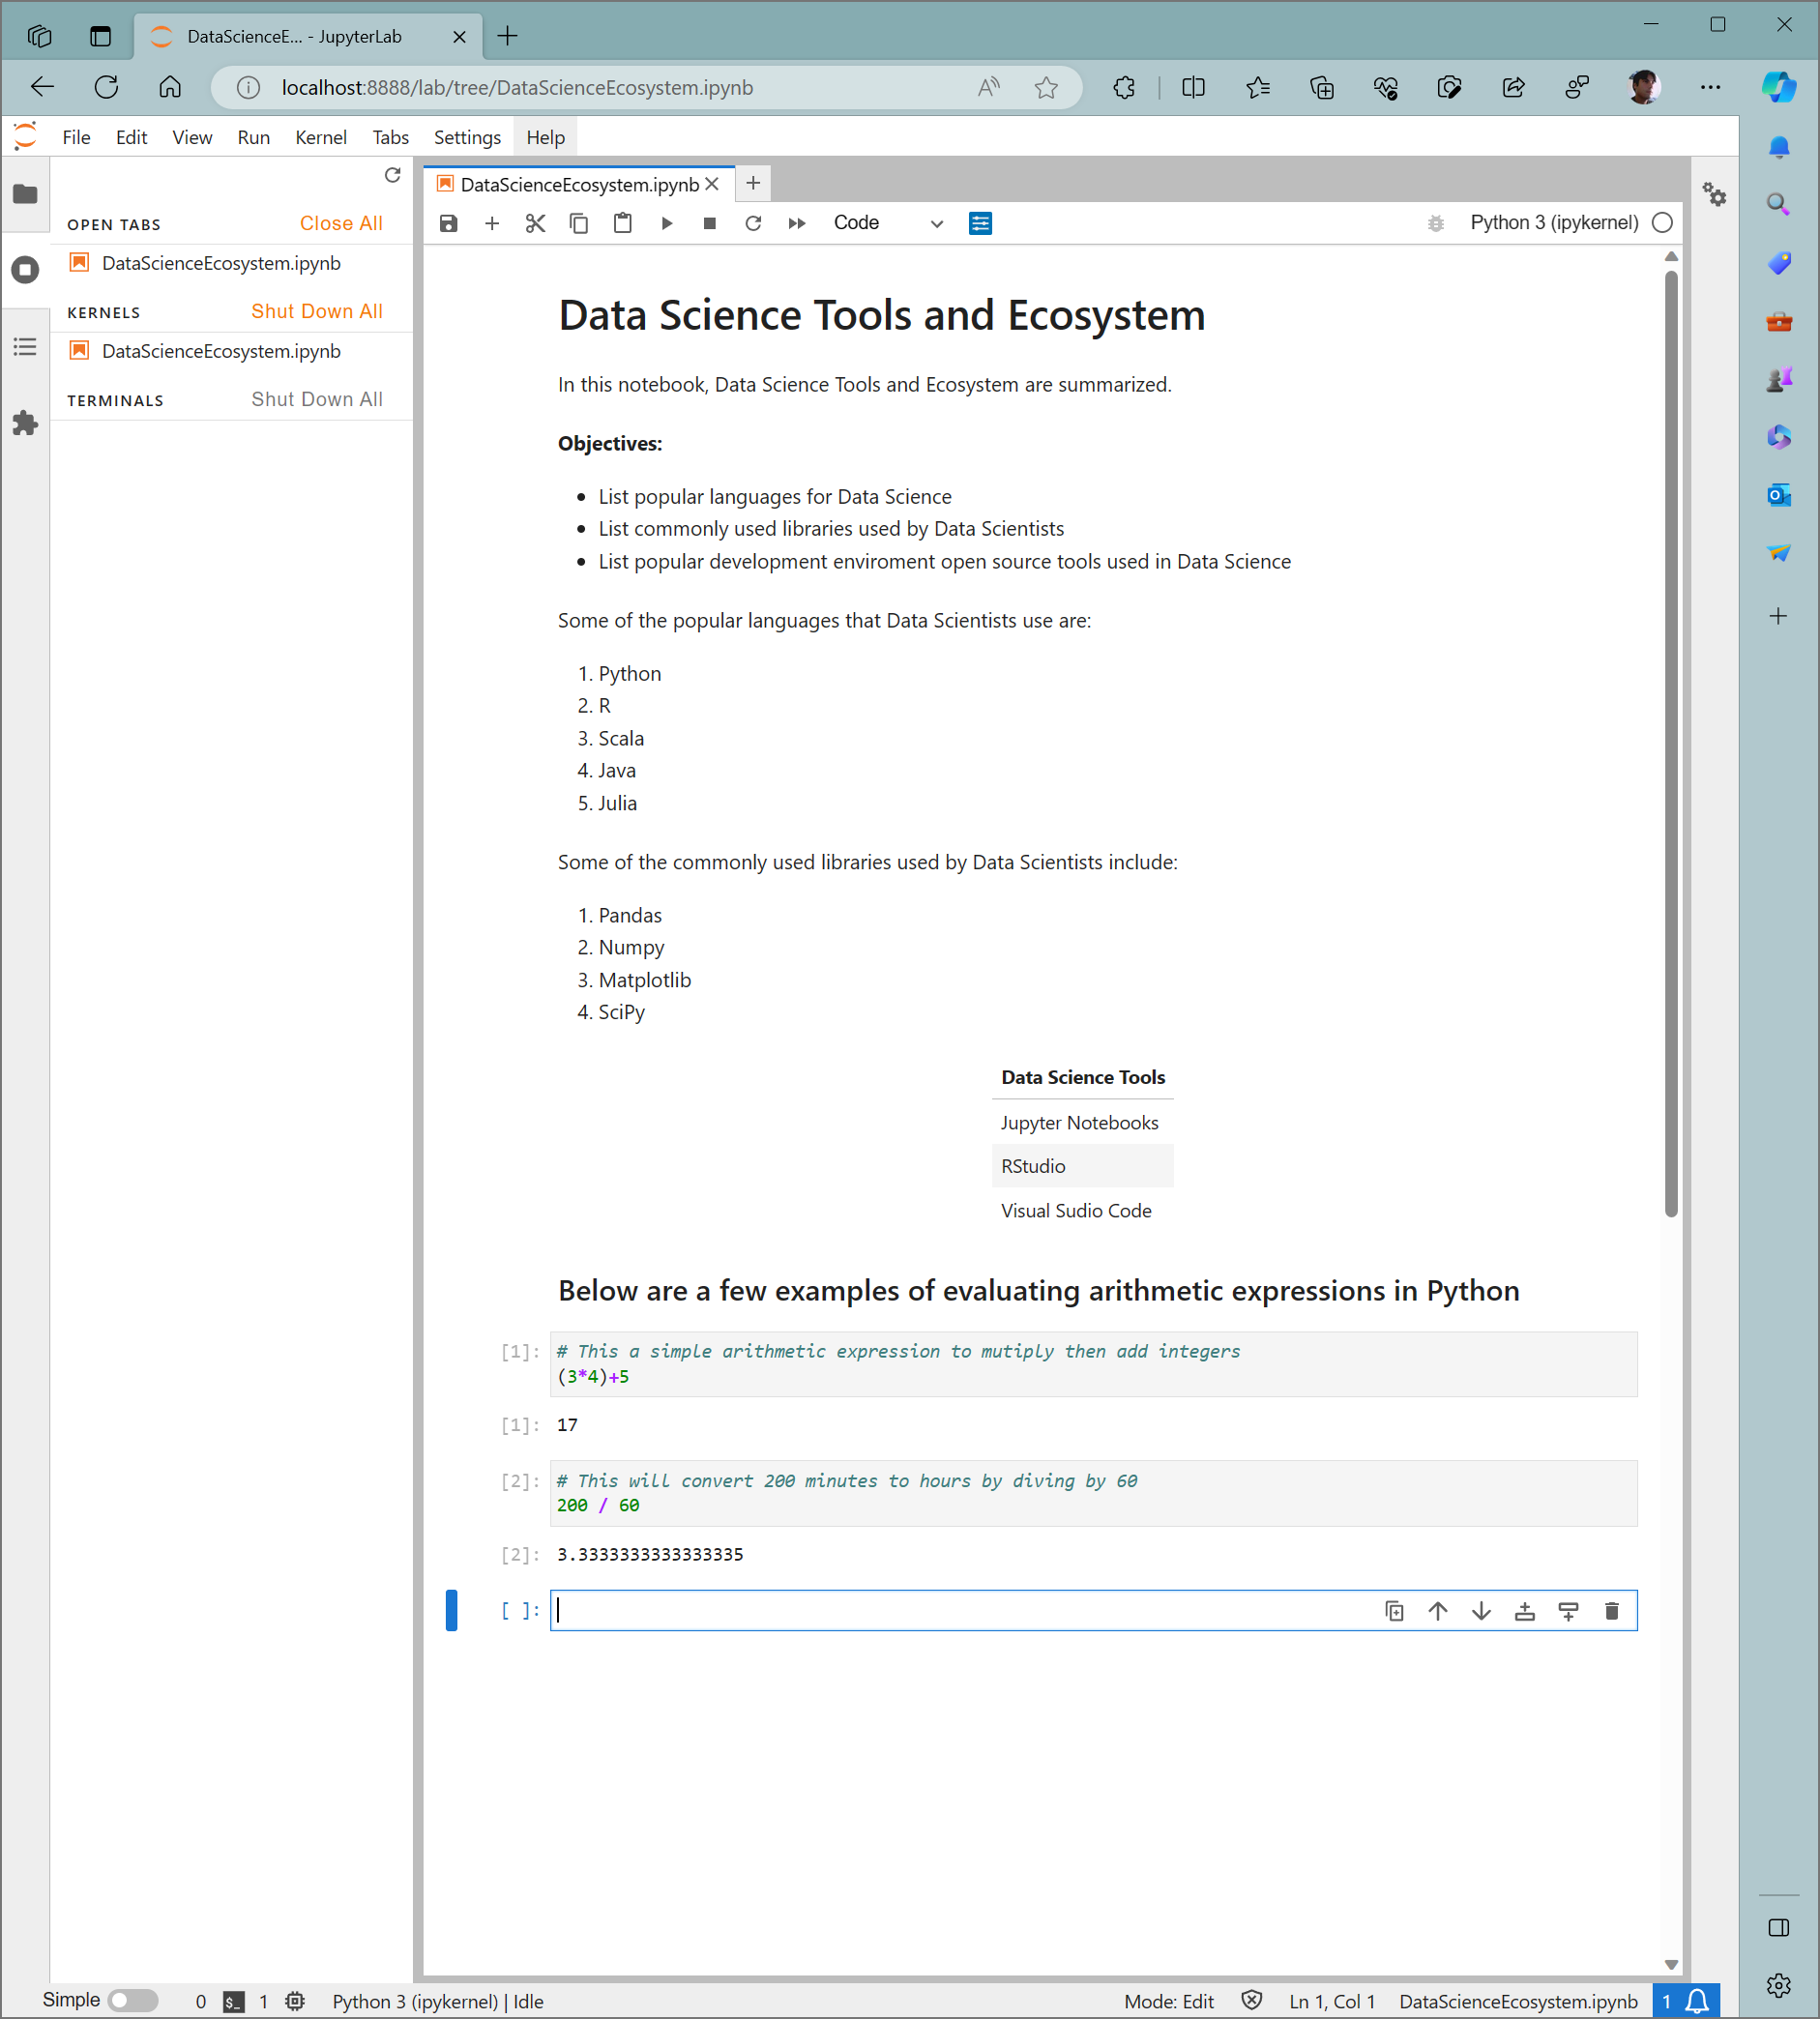 DataScienceE... - JupyterLab
localhost:8888/lab/tree/DataScienceEcosystem.ipynb
File Edit View Run Kernel Tabs Settings Help
OPEN TABS Close All
DataScienceEcosystem.ipynb
KERNELS Shut Down All
DataScienceEcosystem.ipynb
TERMINALS Shut Down All
DataScienceEcosystem.ipynb
Code Python 3 (ipykernel)
Data Science Tools and Ecosystem
In this notebook, Data Science Tools and Ecosystem are summarized.
Objectives:
• List popular languages for Data Science
• List commonly used libraries used by Data Scientists
• List popular development enviroment open source tools used in Data Science
Some of the popular languages that Data Scientists use are:
1. Python
2. R
3. Scala
4. Java
5. Julia
Some of the commonly used libraries used by Data Scientists include:
1. Pandas
2. Numpy
3. Matplotlib
4. SciPy
Data Science Tools
Jupyter Notebooks
RStudio
Visual Sudio Code
Below are a few examples of evaluating arithmetic expressions in Python
[1]: # This a simple arithmetic expression to mutiply then add integers
(3*4)+5
[1]: 17
[2]: # This will convert 200 minutes to hours by diving by 60
200 / 60
[2]: 3.3333333333333335
[ ]:
Simple 0 $_ 1 Python 3 (ipykernel) | Idle Mode: Edit Ln 1, Col 1 DataScienceEcosystem.ipynb 1